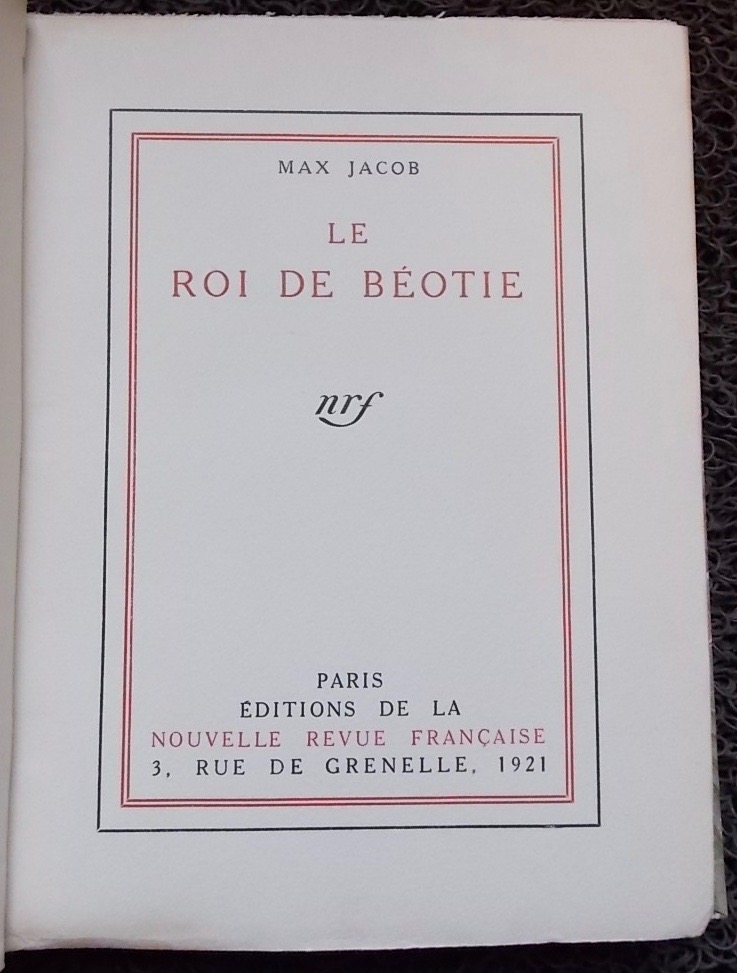 MAX JACOB
LE
ROI DE BÉOTIE
nrf
PARIS
ÉDITIONS DE LA
NOUVELLE REVUE FRANÇAISE
3, RUE DE GRENELLE, 1921